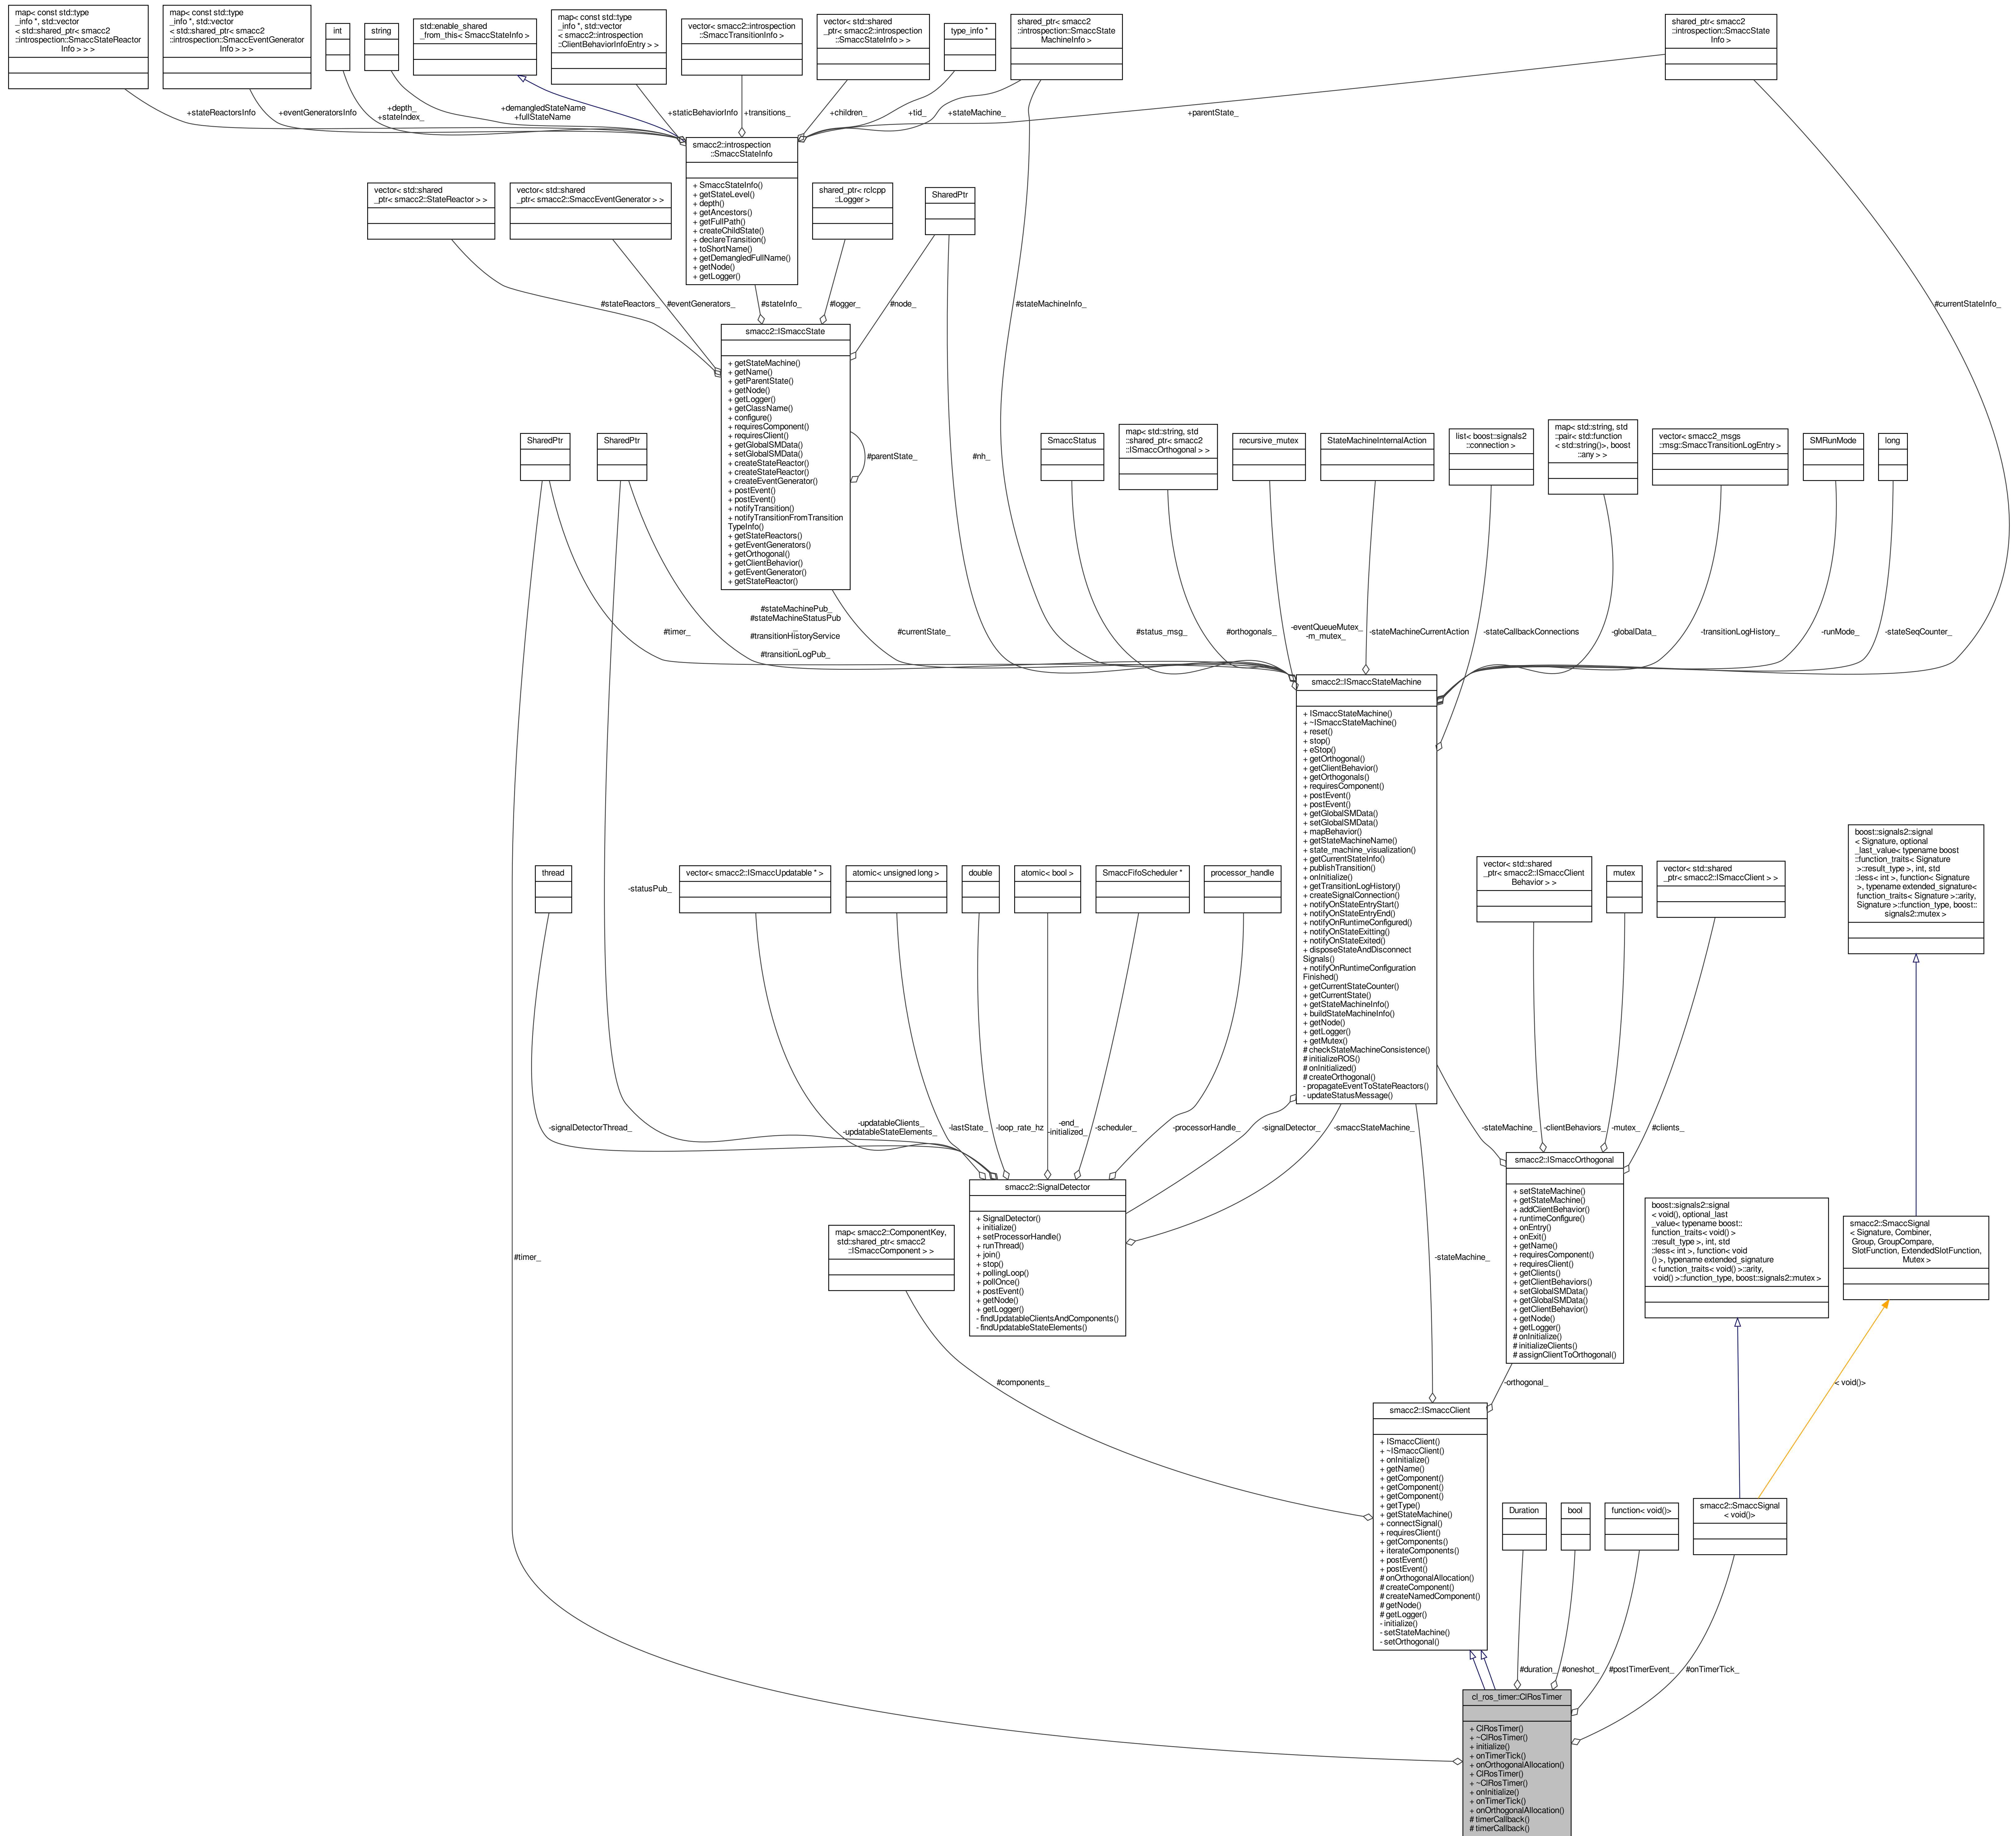 map< const std::type
_info *, std::vector
< std::shared_ptr< smacc2
::introspection::SmaccStateReactor
Info > > >
map< const std::type
_info *, std::vector
< std::shared_ptr< smacc2
::introspection::SmaccEventGenerator
Info > > >
int
string
std::enable_shared
_from_this< SmaccStateInfo >
map< const std::type
_info *, std::vector
< smacc2::introspection
::ClientBehaviorInfoEntry > >
vector< smacc2::introspection
::SmaccTransitionInfo >
vector< std::shared
_ptr< smacc2::introspection
::SmaccStateInfo > >
type_info *
shared_ptr< smacc2
::introspection::SmaccState
MachineInfo >
shared_ptr< smacc2
::introspection::SmaccState
Info >
+stateReactorsInfo
+eventGeneratorsInfo
+depth_
+stateIndex_
+demangledStateName
+fullStateName
+staticBehaviorInfo
+transitions_
+children_
+tid_
+stateMachine_
+parentState_
smacc2::introspection
::SmaccStateInfo
+ SmaccStateInfo()
+ getStateLevel()
+ depth()
+ getAncestors()
+ getFullPath()
+ createChildState()
+ declareTransition()
+ toShortName()
+ getDemangledFullName()
+ getNode()
+ getLogger()
vector< std::shared
_ptr< smacc2::StateReactor > >
vector< std::shared
_ptr< smacc2::SmaccEventGenerator > >
shared_ptr< rclcpp
::Logger >
SharedPtr
#stateReactors_
#eventGenerators_
#stateInfo_
#logger_
#node_
#stateMachineInfo_
#currentStateInfo_
smacc2::ISmaccState
+ getStateMachine()
+ getName()
+ getParentState()
+ getNode()
+ getLogger()
+ getClassName()
+ configure()
+ requiresComponent()
+ requiresClient()
+ getGlobalSMData()
+ setGlobalSMData()
+ createStateReactor()
+ createStateReactor()
+ createEventGenerator()
+ postEvent()
+ postEvent()
+ notifyTransition()
+ notifyTransitionFromTransition
TypeInfo()
+ getStateReactors()
+ getEventGenerators()
+ getOrthogonal()
+ getClientBehavior()
+ getEventGenerator()
+ getStateReactor()
#parentState_
#nh_
SharedPtr
SharedPtr
SmaccStatus
map< std::string, std
::shared_ptr< smacc2
::ISmaccOrthogonal > >
recursive_mutex
StateMachineInternalAction
list< boost::signals2
::connection >
map< std::string, std
::pair< std::function
< std::string()>, boost
::any > >
vector< smacc2_msgs
::msg::SmaccTransitionLogEntry >
SMRunMode
long
#timer_
#stateMachinePub_
#stateMachineStatusPub
_
#transitionHistoryService
_
#transitionLogPub_
#currentState_
#status_msg_
#orthogonals_
-eventQueueMutex_
-m_mutex_
-stateMachineCurrentAction
-stateCallbackConnections
-globalData_
-transitionLogHistory_
-runMode_
-stateSeqCounter_
smacc2::ISmaccStateMachine
+ ISmaccStateMachine()
+ ~ISmaccStateMachine()
+ reset()
+ stop()
+ eStop()
+ getOrthogonal()
+ getClientBehavior()
+ getOrthogonals()
+ requiresComponent()
+ postEvent()
+ postEvent()
+ getGlobalSMData()
+ setGlobalSMData()
+ mapBehavior()
+ getStateMachineName()
+ state_machine_visualization()
+ getCurrentStateInfo()
+ publishTransition()
+ onInitialize()
+ getTransitionLogHistory()
+ createSignalConnection()
+ notifyOnStateEntryStart()
+ notifyOnStateEntryEnd()
+ notifyOnRuntimeConfigured()
+ notifyOnStateExitting()
+ notifyOnStateExited()
+ disposeStateAndDisconnect
Signals()
+ notifyOnRuntimeConfiguration
Finished()
+ getCurrentStateCounter()
+ getCurrentState()
+ getStateMachineInfo()
+ buildStateMachineInfo()
+ getNode()
+ getLogger()
+ getMutex()
# checkStateMachineConsistence()
# initializeROS()
# onInitialized()
# createOrthogonal()
- propagateEventToStateReactors()
- updateStatusMessage()
thread
-statusPub_
vector< smacc2::ISmaccUpdatable * >
atomic< unsigned long >
double
atomic< bool >
SmaccFifoScheduler *
processor_handle
vector< std::shared
_ptr< smacc2::ISmaccClient
Behavior > >
mutex
vector< std::shared
_ptr< smacc2::ISmaccClient > >
boost::signals2::signal
< Signature, optional
_last_value< typename boost
::function_traits< Signature
>::result_type >, int, std
::less< int >, function< Signature
>, typename extended_signature<
function_traits< Signature >::arity,
Signature >::function_type, boost::
signals2::mutex >
-signalDetectorThread_
-updatableClients_
-updatableStateElements_
-lastState_
-loop_rate_hz
-end_
-initialized_
-scheduler_
-processorHandle_
-signalDetector_
-smaccStateMachine_
-stateMachine_
-clientBehaviors_
-mutex_
#clients_
smacc2::SignalDetector
+ SignalDetector()
+ initialize()
+ setProcessorHandle()
+ runThread()
+ join()
+ stop()
+ pollingLoop()
+ pollOnce()
+ postEvent()
+ getNode()
+ getLogger()
- findUpdatableClientsAndComponents()
- findUpdatableStateElements()
smacc2::ISmaccOrthogonal
+ setStateMachine()
+ getStateMachine()
+ addClientBehavior()
+ runtimeConfigure()
+ onEntry()
+ onExit()
+ getName()
+ requiresComponent()
+ requiresClient()
+ getClients()
+ getClientBehaviors()
+ setGlobalSMData()
+ getGlobalSMData()
+ getClientBehavior()
+ getNode()
+ getLogger()
# onInitialize()
# initializeClients()
# assignClientToOrthogonal()
map< smacc2::ComponentKey,
std::shared_ptr< smacc2
::ISmaccComponent > >
boost::signals2::signal
< void(), optional_last
_value< typename boost::
function_traits< void() >
::result_type >, int, std
::less< int >, function< void
() >, typename extended_signature
< function_traits< void() >::arity,
void() >::function_type, boost::signals2::mutex >
smacc2::SmaccSignal
< Signature, Combiner,
Group, GroupCompare,
SlotFunction, ExtendedSlotFunction,
Mutex >
#timer_
-stateMachine_
#components_
-orthogonal_
< void()>
smacc2::ISmaccClient
+ ISmaccClient()
+ ~ISmaccClient()
+ onInitialize()
+ getName()
+ getComponent()
+ getComponent()
+ getComponent()
+ getType()
+ getStateMachine()
+ connectSignal()
+ requiresClient()
+ getComponents()
+ iterateComponents()
+ postEvent()
+ postEvent()
# onOrthogonalAllocation()
# createComponent()
# createNamedComponent()
# getNode()
# getLogger()
- initialize()
- setStateMachine()
- setOrthogonal()
Duration
bool
function< void()>
smacc2::SmaccSignal
< void()>
#duration_
#oneshot_
#postTimerEvent_
#onTimerTick_
cl_ros_timer::ClRosTimer
+ ClRosTimer()
+ ~ClRosTimer()
+ initialize()
+ onTimerTick()
+ onOrthogonalAllocation()
+ ClRosTimer()
+ ~ClRosTimer()
+ onInitialize()
+ onTimerTick()
+ onOrthogonalAllocation()
# timerCallback()
# timerCallback()